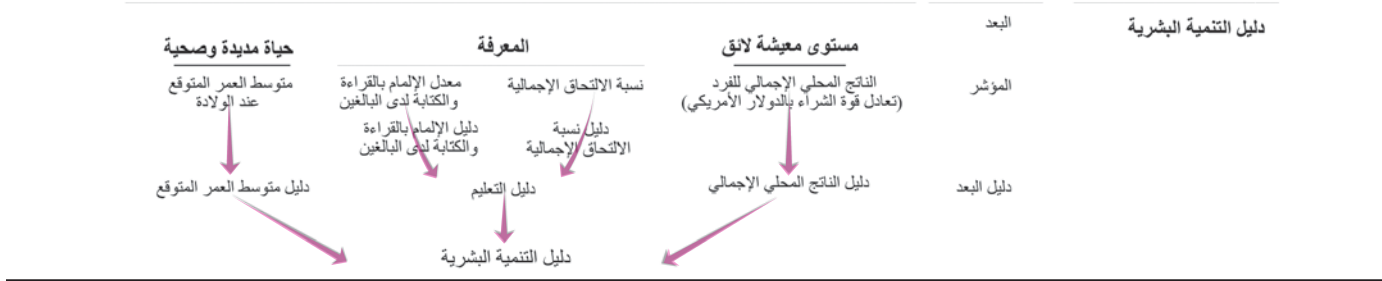 دليل التنمية البشرية
البعد
مستوى معيشة لائق
المعرفة
حياة مديدة وصحية
المؤشر
الناتج المحلي الإجمالي للفرد
(تعادل قوة الشراء بالدولار الأمريكي)
نسبة الالتحاق الإجمالية
معدل الإلمام بالقراءة
والكتابة لدى البالغين
متوسط العمر المتوقع
عند الولادة
دليل نسبة
الالتحاق الإجمالية
دليل الإلمام بالقراءة
والكتابة لدى البالغين
دليل البعد
دليل الناتج المحلي الإجمالي
دليل التعليم
دليل متوسط العمر المتوقع
دليل التنمية البشرية